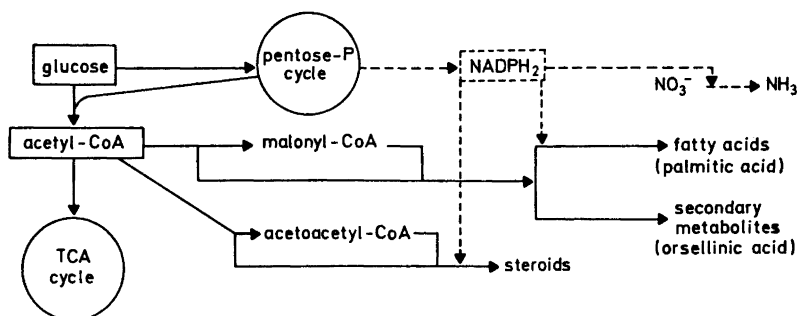 glucose
pentose-P
cycle
NADPH₂
NO₃⁻
NH₃
acetyl-CoA
malonyl-CoA
fatty acids
(palmitic acid)
acetoacetyl-CoA
secondary
metabolites
(orsellinic acid)
TCA
cycle
steroids